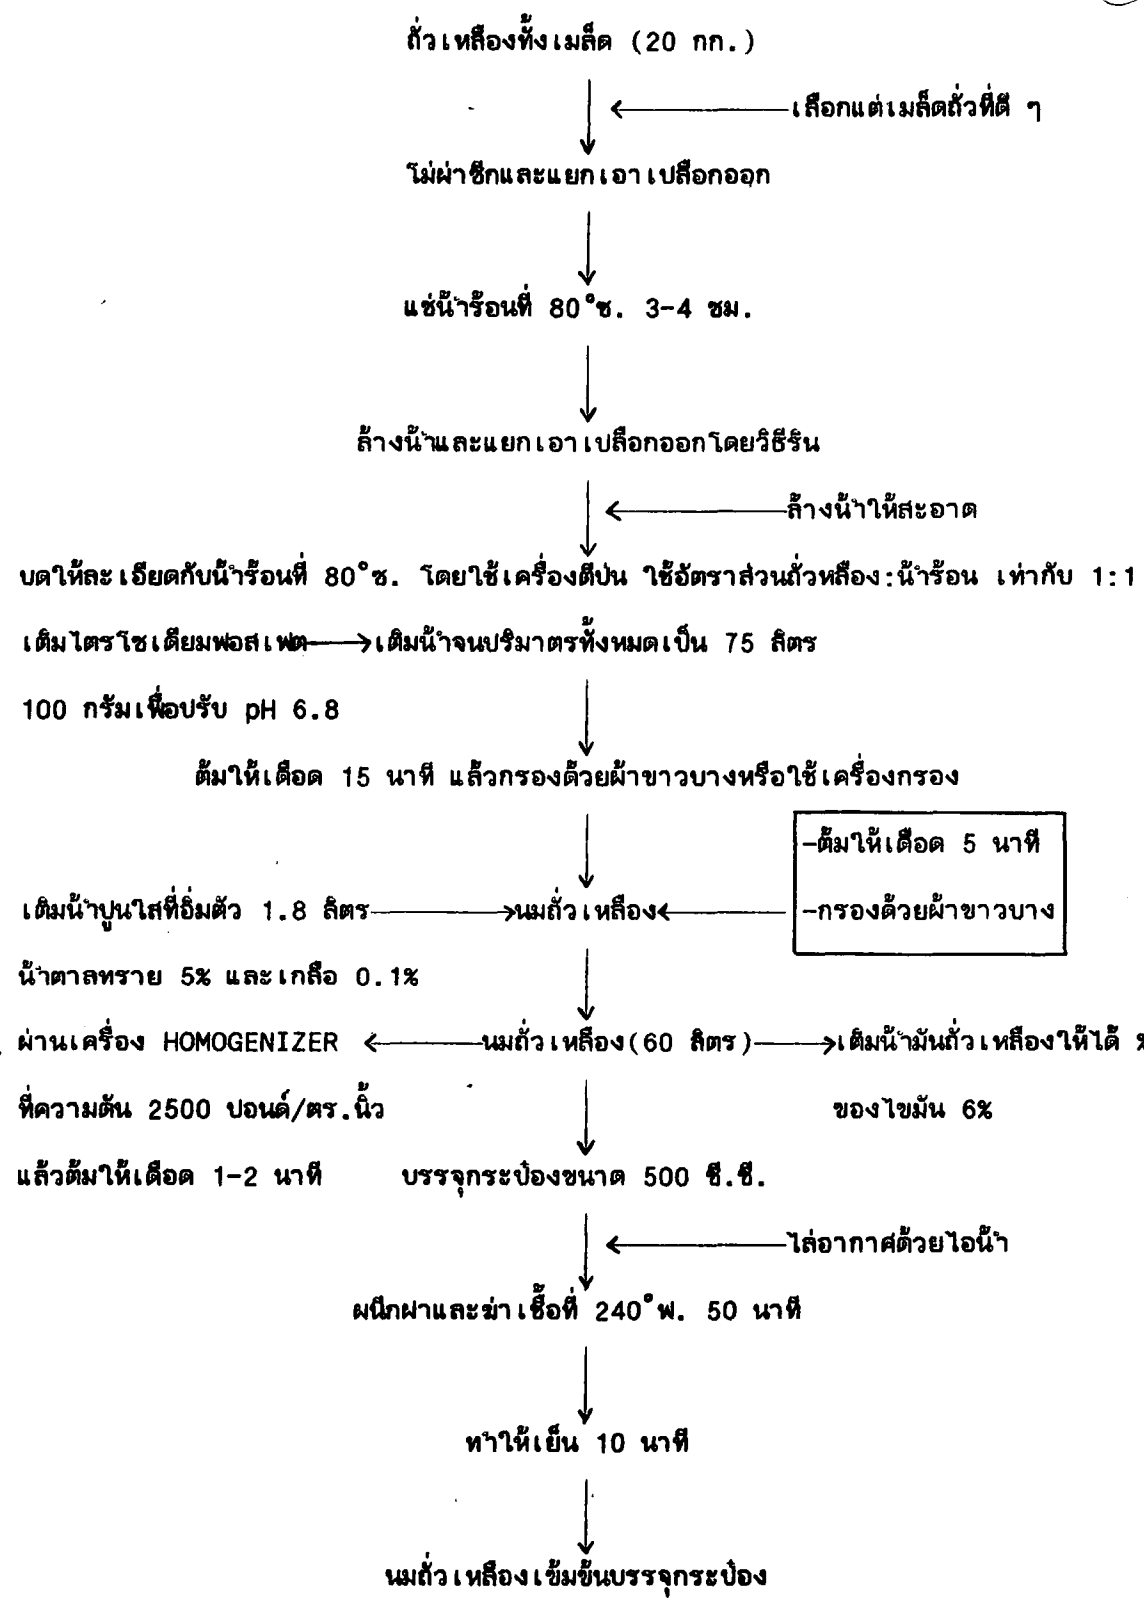 ถั่วเหลืองทั้งเมล็ด (20 กก.)
เลือกแต่เมล็ดถั่วที่ดี ๆ
โม่ผ่าซีกและแยกเอาเปลือกออก
แช่น้ำร้อนที่ 80°ซ. 3-4 ชม.
ล้างน้ำและแยกเอาเปลือกออกโดยวิธีริน
ล้างน้ำให้สะอาด
บดให้ละเอียดกับน้ำร้อนที่ 80°ซ. โดยใช้เครื่องตีป่น ใช้อัตราส่วนถั่วหลือง:น้ำร้อน เท่ากับ 1:1
เติมไตรโซเดียมฟอสเฟต เติมน้ำจนปริมาตรทั้งหมดเป็น 75 ลิตร
100 กรัมเพื่อปรับ pH 6.8
ต้มให้เดือด 15 นาที แล้วกรองด้วยผ้าขาวบางหรือใช้เครื่องกรอง
-ต้มให้เดือด 5 นาที
เติมน้ำปูนใสที่อิ่มตัว 1.8 ลิตร นมถั่วเหลือง -กรองด้วยผ้าขาวบาง
น้ำตาลทราย 5% และเกลือ 0.1%
ผ่านเครื่อง HOMOGENIZER นมถั่วเหลือง(60 ลิตร) เติมน้ำมันถั่วเหลืองให้ได้
ที่ความดัน 2500 ปอนด์/ตร.นิ้ว ของไขมัน 6%
แล้วต้มให้เดือด 1-2 นาที บรรจุกระป๋องขนาด 500 ซี.ซี.
ไล่อากาศด้วยไอน้ำ
ผนึกฝาและฆ่าเชื้อที่ 240°ฟ. 50 นาที
ทำให้เย็น 10 นาที
นมถั่วเหลืองเข้มข้นบรรจุกระป๋อง